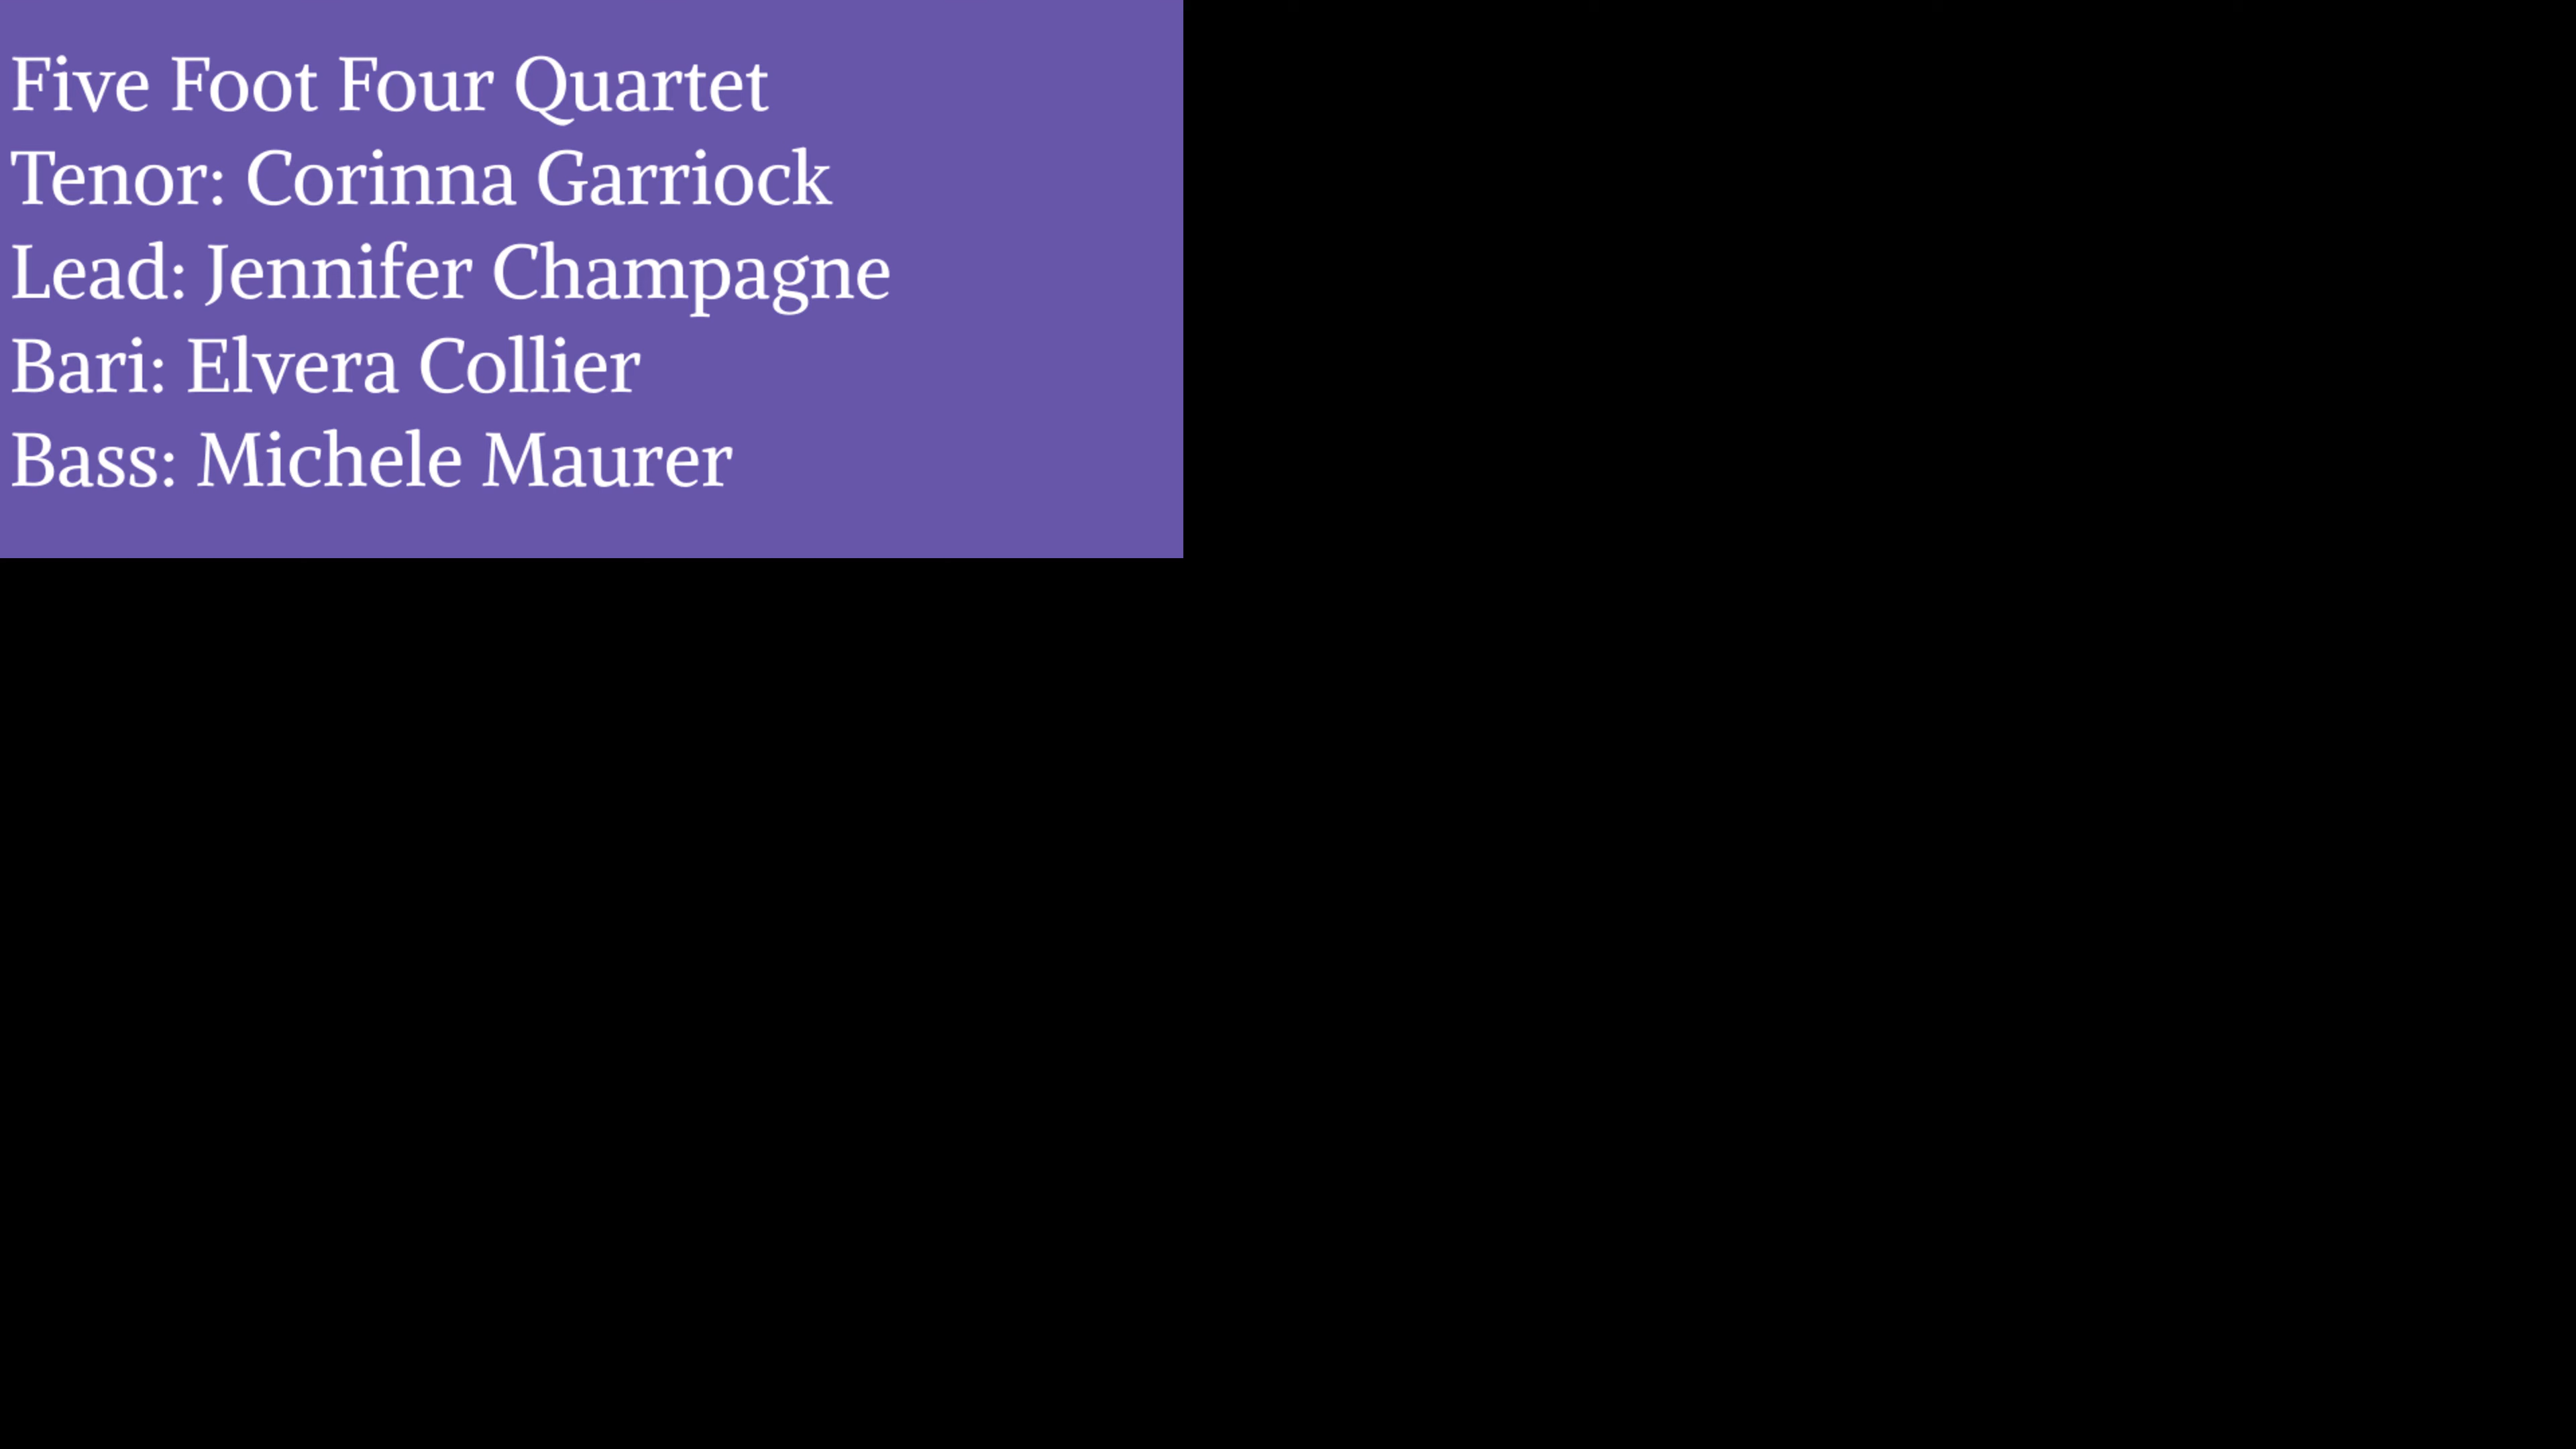 Five Foot Four Quartet
Tenor: Corinna Garriock
Lead: Jennifer Champagne
Bari: Elvera Collier
Bass: Michele Maurer